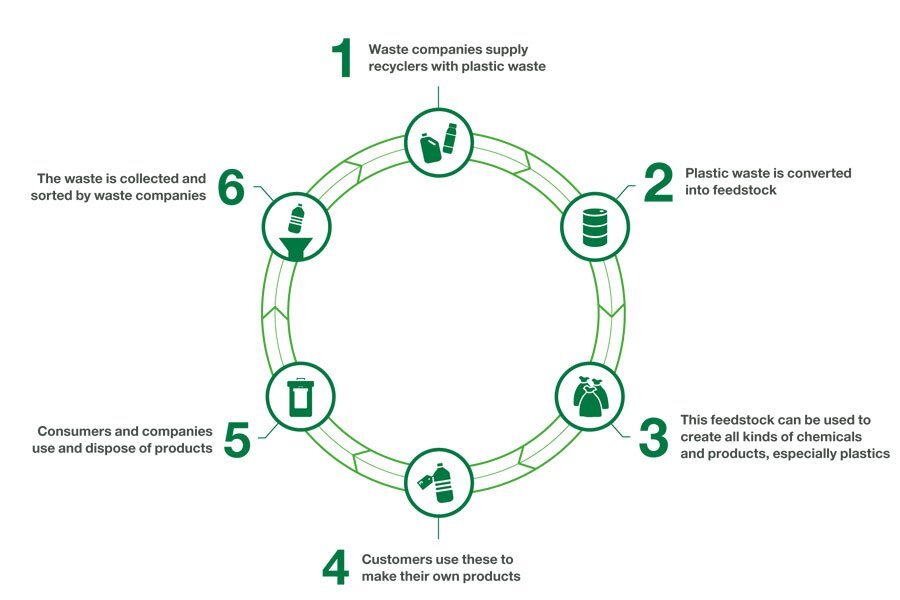 1
Waste companies supply
recyclers with plastic waste
2
Plastic waste is converted
into feedstock
3
This feedstock can be used to
create all kinds of chemicals
and products, especially plastics
4
Customers use these to
make their own products
5
Consumers and companies
use and dispose of products
6
The waste is collected and
sorted by waste companies